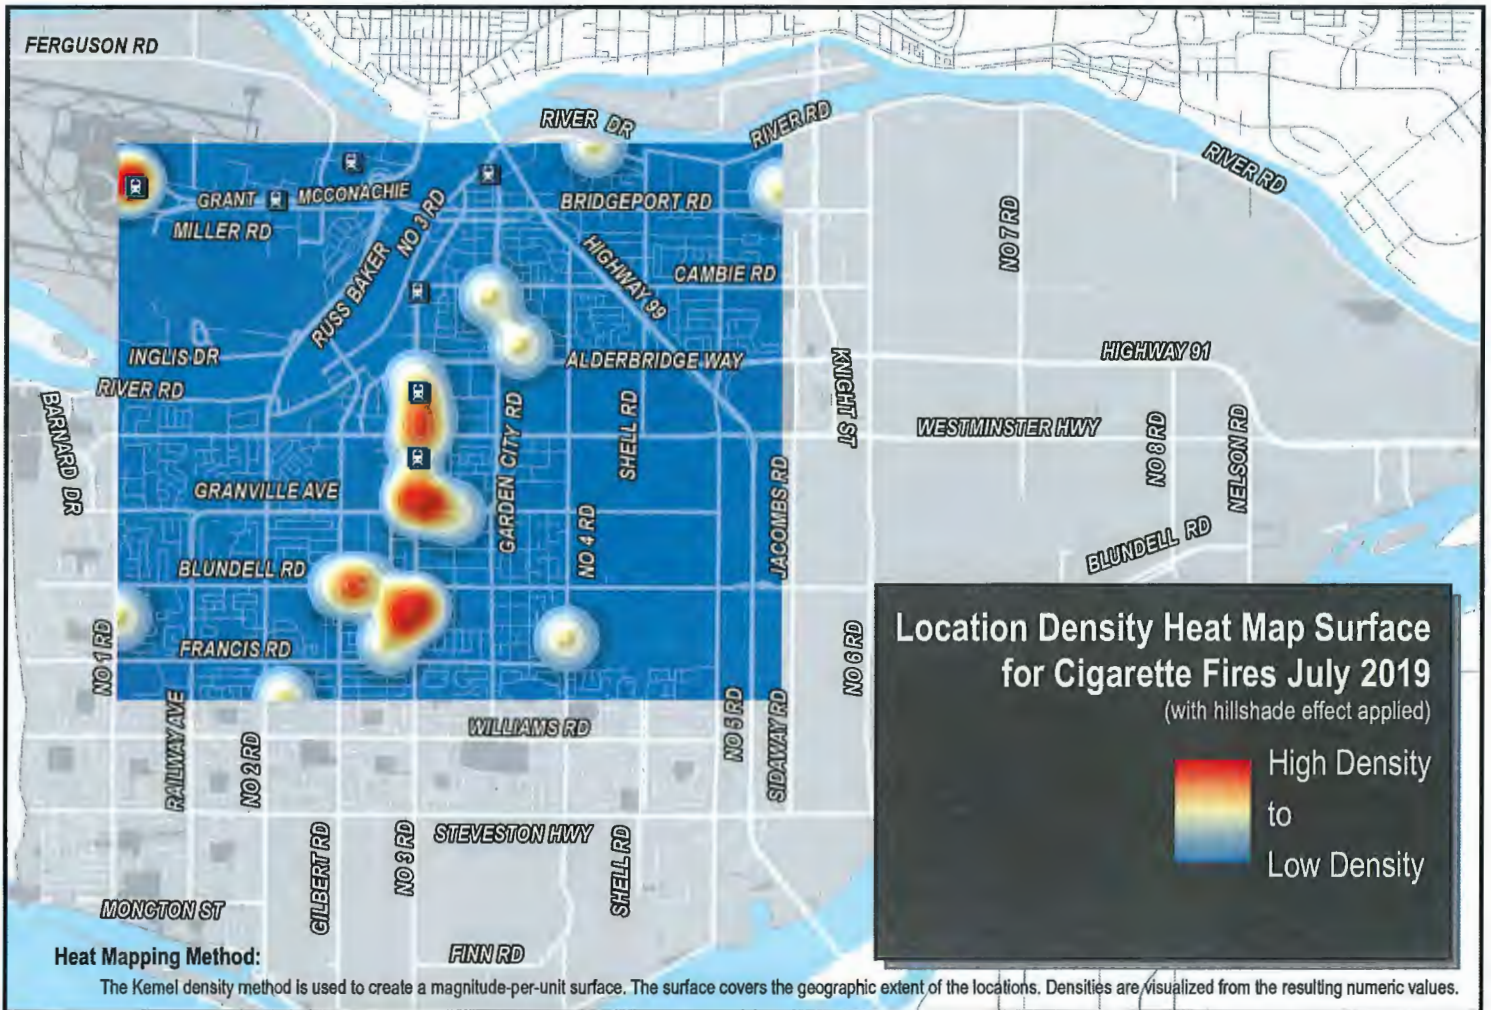 FERGUSON RD
RIVER DR
RIVER RD
RIVER RD
GRANT
MCCONACHIE
BRIDGEPORT RD
MILLER RD
NO 3 RD
NO 7 RD
RUSS BAKER
HIGHWAY 99
CAMBIE RD
INGLIS DR
ALDERBRIDGE WAY
HIGHWAY 91
RIVER RD
KNIGHT ST
BARNARD DR
GARDEN CITY RD
SHELL RD
WESTMINSTER HWY
NO 8 RD
NELSON RD
GRANVILLE AVE
JACOMBS RD
NO 4 RD
BLUNDELL RD
BLUNDELL RD
NO 1 RD
FRANCIS RD
NO 6 RD
Location Density Heat Map Surface
for Cigarette Fires July 2019
(with hillshade effect applied)
High Density
to
Low Density
RAILWAY AVE
NO 2 RD
WILLIAMS RD
NO 5 RD
SIDAWAY RD
GILBERT RD
NO 3 RD
STEVESTON HWY
SHELL RD
MONCTON ST
FINN RD
Heat Mapping Method:
The Kernel density method is used to create a magnitude-per-unit surface. The surface covers the geographic extent of the locations. Densities are visualized from the resulting numeric values.